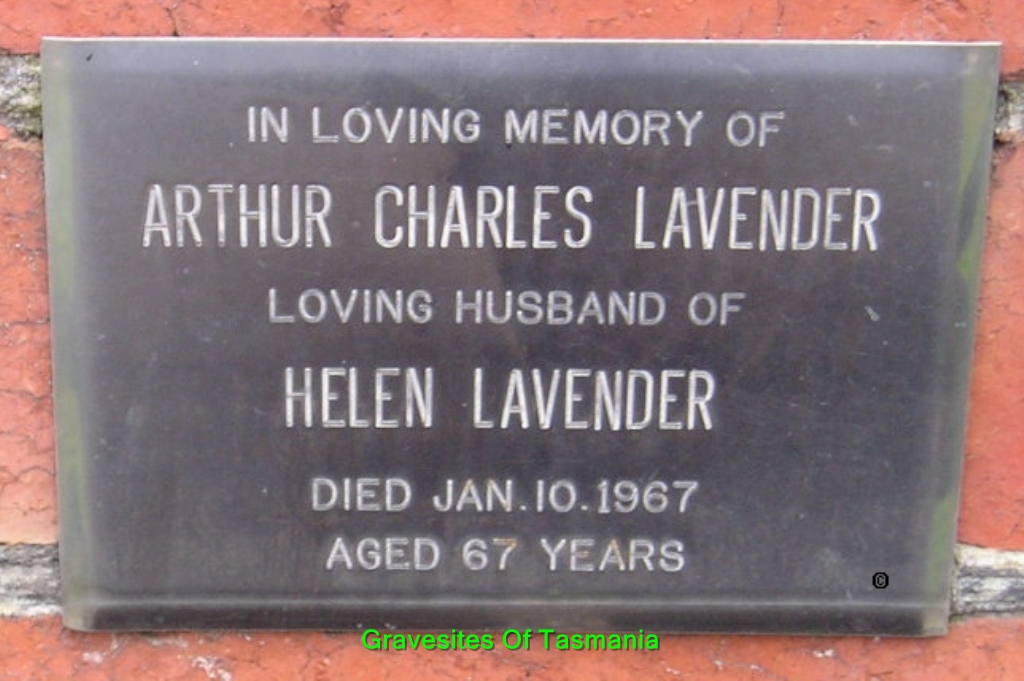 IN LOVING MEMORY OF
ARTHUR CHARLES LAVENDER
LOVING HUSBAND OF
HELEN LAVENDER
DIED JAN.10.1967
AGED 67 YEARS
©
Gravesites Of Tasmania